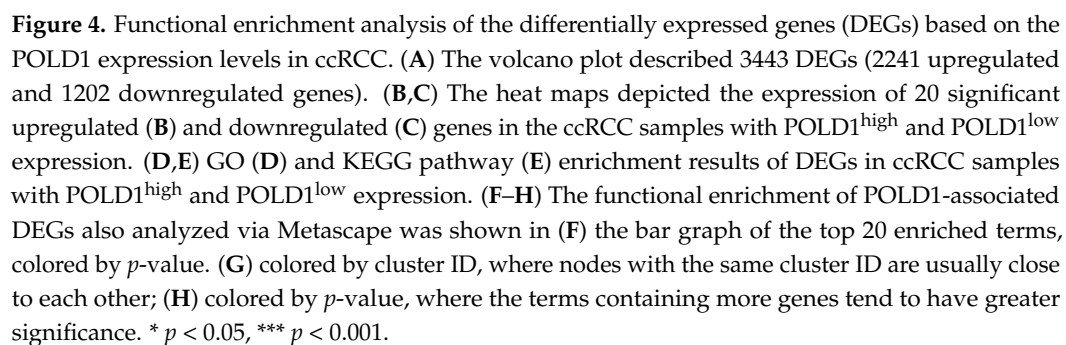 Figure 4. Functional enrichment analysis of the differentially expressed genes (DEGs) based on the
POLD1 expression levels in ccRCC. (A) The volcano plot described 3443 DEGs (2241 upregulated
and 1202 downregulated genes). (B,C) The heat maps depicted the expression of 20 significant
upregulated (B) and downregulated (C) genes in the ccRCC samples with POLD1high and POLD1low
expression. (D,E) GO (D) and KEGG pathway (E) enrichment results of DEGs in ccRCC samples
with POLD1high and POLD1low expression. (F–H) The functional enrichment of POLD1-associated
DEGs also analyzed via Metascape was shown in (F) the bar graph of the top 20 enriched terms,
colored by p-value. (G) colored by cluster ID, where nodes with the same cluster ID are usually close
to each other; (H) colored by p-value, where the terms containing more genes tend to have greater
significance. * p < 0.05, *** p < 0.001.